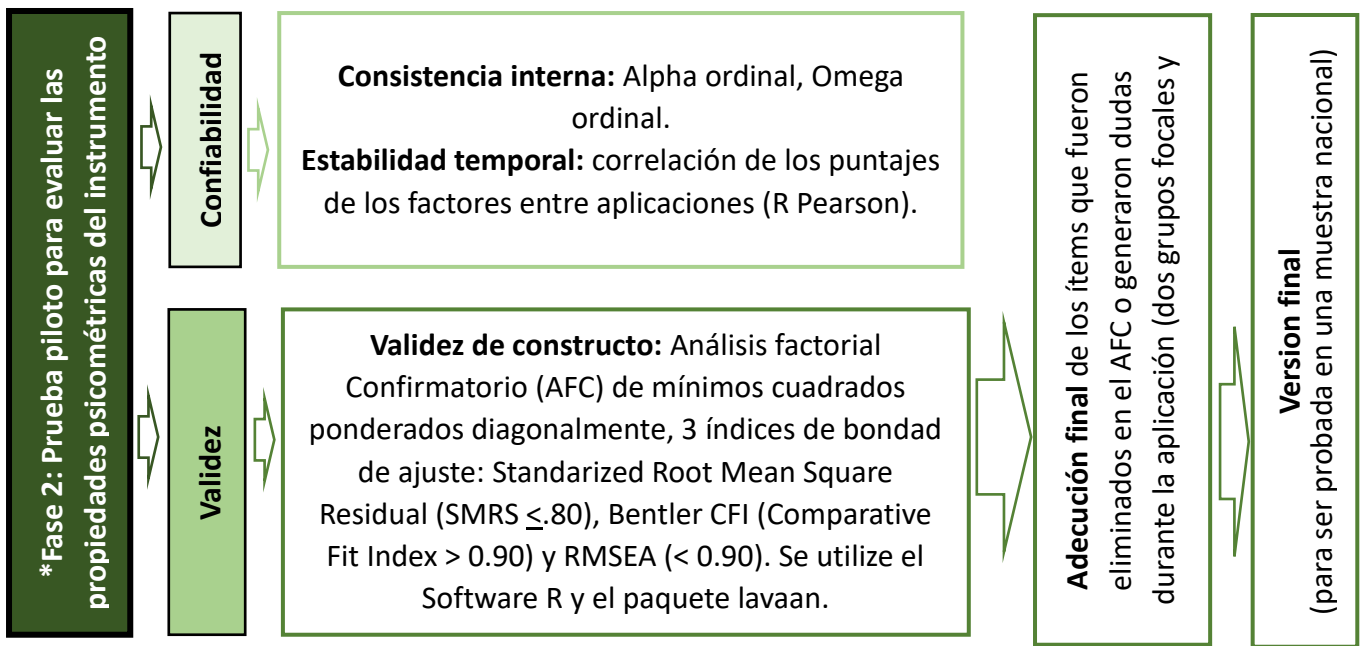 *Fase 2: Prueba piloto para evaluar las
propiedades psicométricas del instrumento
Confiabilidad
Consistencia interna: Alpha ordinal, Omega
ordinal.
Estabilidad temporal: correlación de los puntajes
de los factores entre aplicaciones (R Pearson).
Validez
Validez de constructo: Análisis factorial
Confirmatorio (AFC) de mínimos cuadrados
ponderados diagonalmente, 3 índices de bondad
de ajuste: Standarized Root Mean Square
Residual (SMRS <.80), Bentler CFI (Comparative
Fit Index > 0.90) y RMSEA (< 0.90). Se utilize el
Software R y el paquete lavaan.
Adecución final de los ítems que fueron
eliminados en el AFC o generaron dudas
durante la aplicación (dos grupos focales y
Version final
(para ser probada en una muestra nacional)